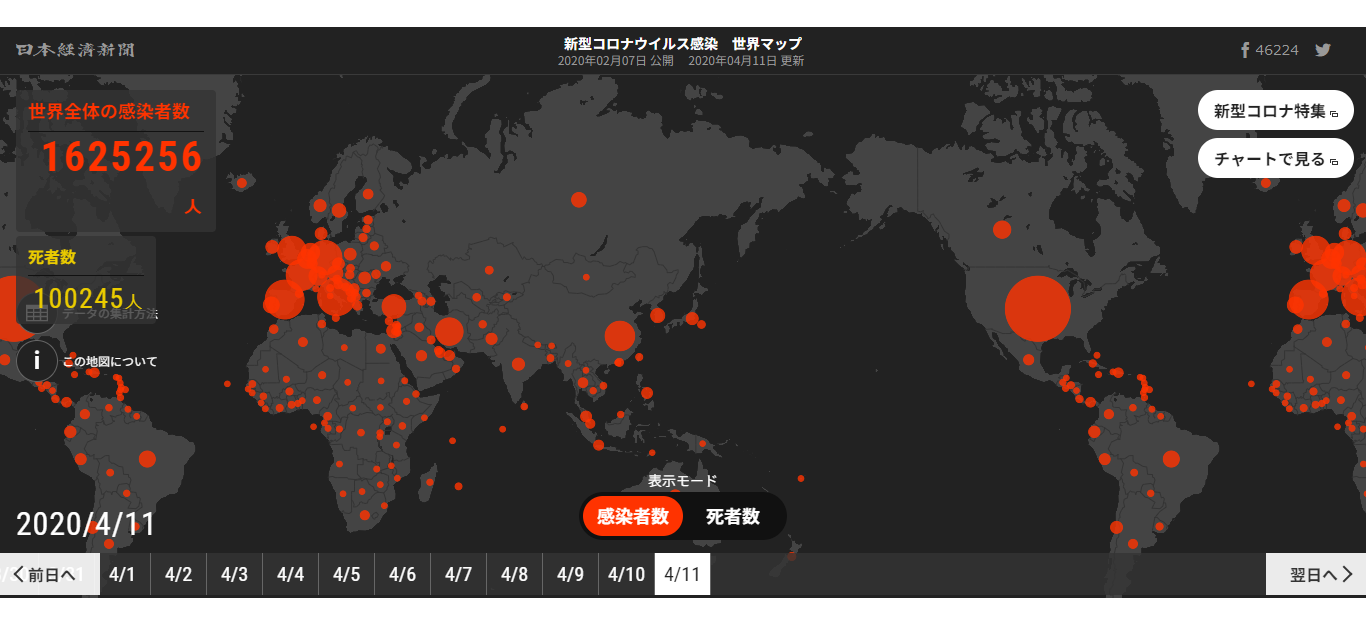 日本経済新聞
新型コロナウイルス感染　世界マップ
2020年02月07日 公開　2020年04月11日 更新
46224
世界全体の感染者数
1625256
人
新型コロナ特集
チャートで見る
死者数
100245人
データの集計方法
i この地図について
表示モード
感染者数 死者数
2020/4/11
前日へ 4/1 4/2 4/3 4/4 4/5 4/6 4/7 4/8 4/9 4/10 4/11 翌日へ